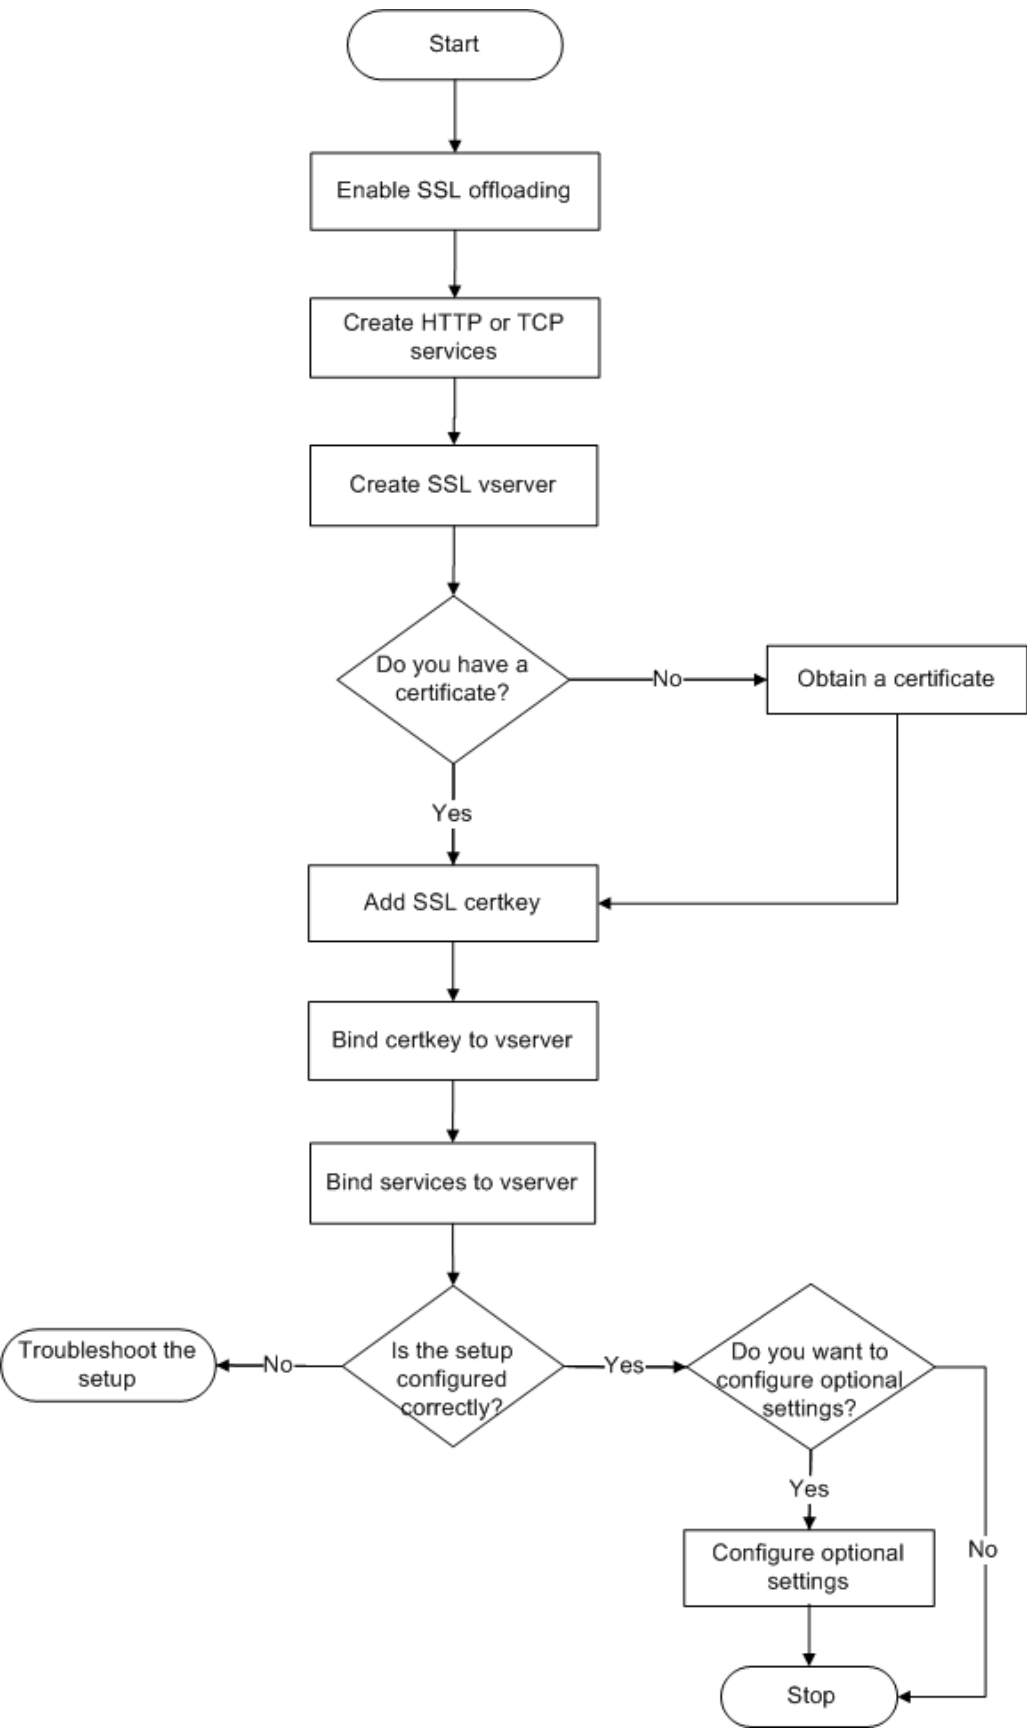 Start
Enable SSL offloading
Create HTTP or TCP
services
Create SSL vserver
Do you have a
certificate?
No
Obtain a certificate
Yes
Add SSL certkey
Bind certkey to vserver
Bind services to vserver
Troubleshoot the
setup
No
Is the setup
configured
correctly?
Yes
Do you want to
configure optional
settings?
Yes
No
Configure optional
settings
Stop